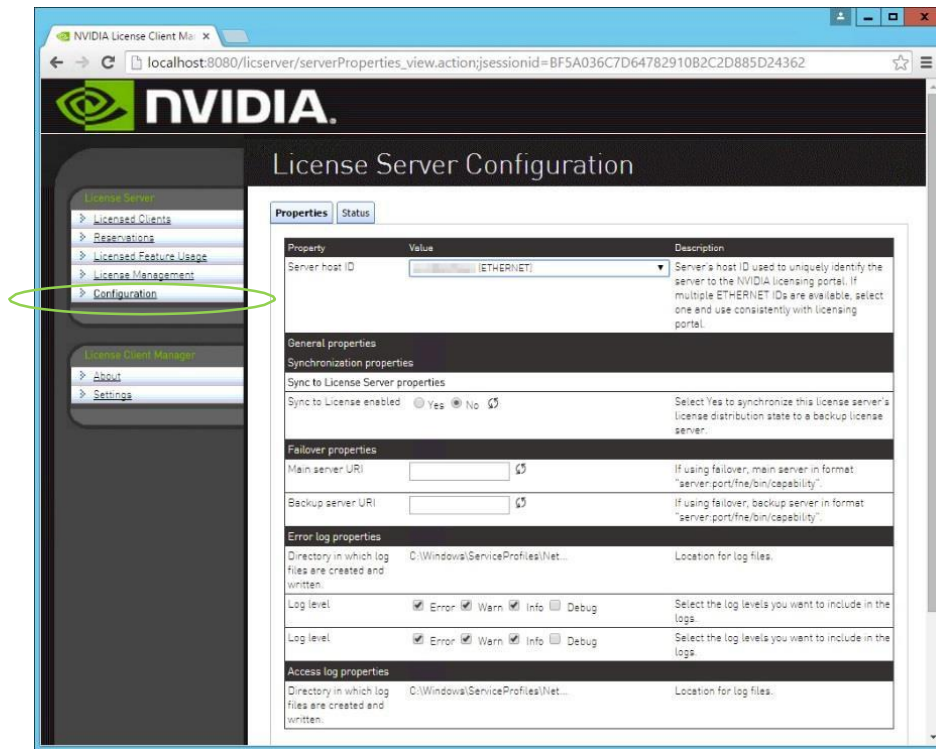 NVIDIA License Client Ma
localhost:8080/licserver/serverProperties_view.action;jsessionid=BF5A036C7D64782910B2C2D885D24362
NVIDIA.
License Server Configuration
License Server
Licensed Clients
Reservations
Licensed Feature Usage
License Management
Configuration
License Client Manager
About
Settings
Properties Status
Property Value Description
Server host ID [ETHERNET] Server's host ID used to uniquely identify the
server to the NVIDIA licensing portal. If
multiple ETHERNET IDs are available, select
one and use consistently with licensing
portal.
General properties
Synchronization properties
Sync to License Server properties
Sync to License enabled Yes No Select Yes to synchronize this license server's
license distribution state to a backup license
server.
Failover properties
Main server URI If using failover, main server in format
"server:port/fne/bin/capability".
Backup server URI If using failover, backup server in format
"server:port/fne/bin/capability".
Error log properties
Directory in which log C:\Windows\ServiceProfiles\Net... Location for log files.
files are created and
written.
Log level Error Warn Info Debug Select the log levels you want to include in the
logs.
Log level Error Warn Info Debug Select the log levels you want to include in the
logs.
Access log properties
Directory in which log C:\Windows\ServiceProfiles\Net... Location for log files.
files are created and
written.